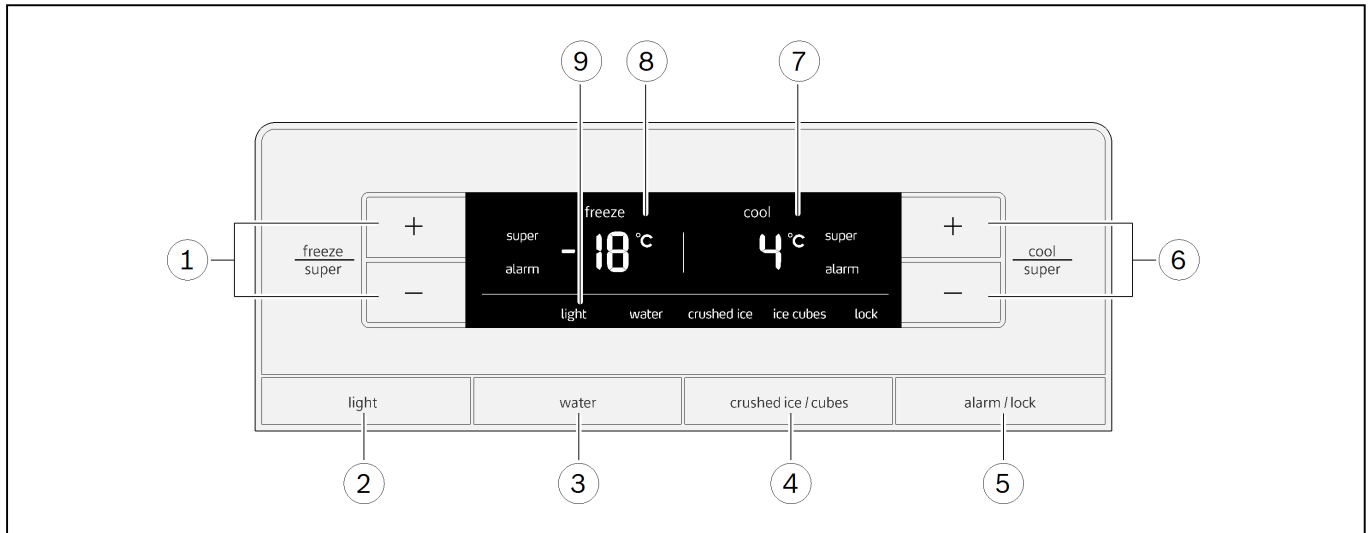 9 8 7
freeze cool
+ +
super -18 °C 4 °C super
1 freeze cool 6
super super
alarm alarm
− −
light water crushed ice ice cubes lock
light water crushed ice / cubes alarm / lock
2 3 4 5